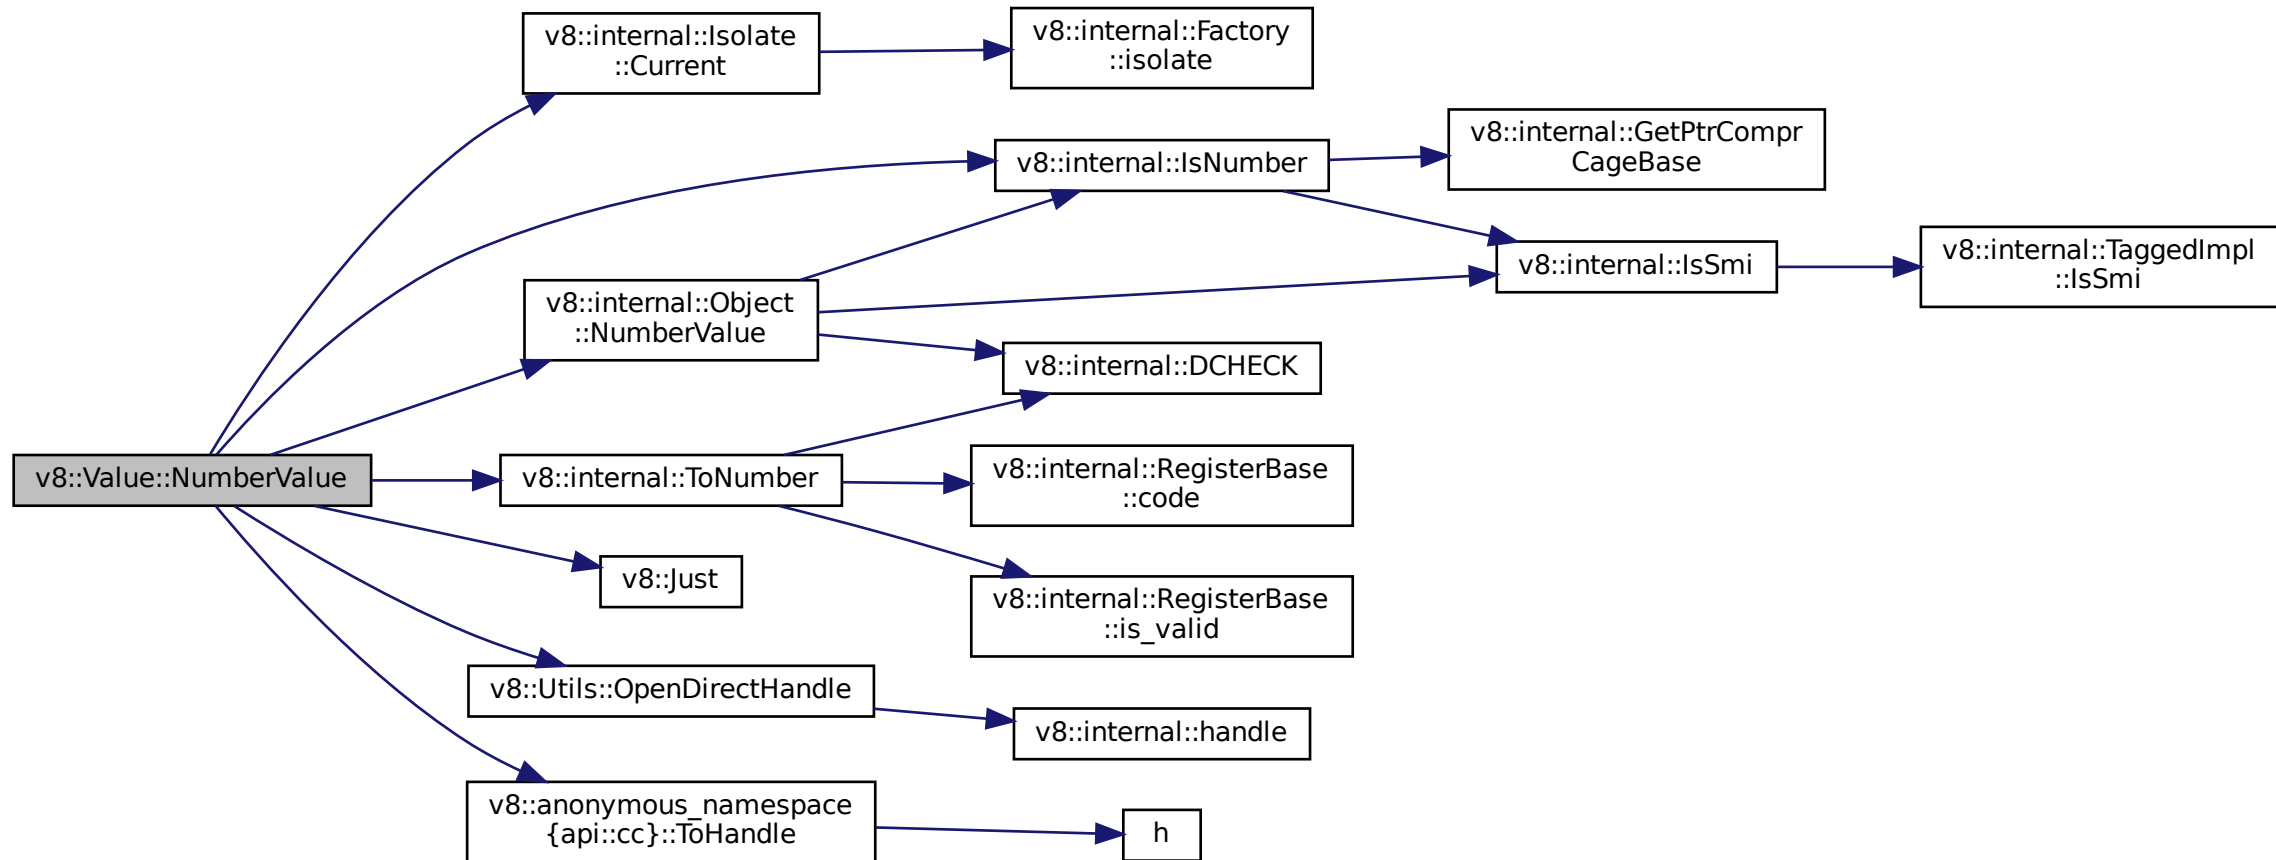 v8::internal::Isolate
::Current
v8::internal::Factory
::isolate
v8::internal::IsNumber
v8::internal::GetPtrCompr
CageBase
v8::internal::IsSmi
v8::internal::TaggedImpl
::IsSmi
v8::internal::Object
::NumberValue
v8::internal::DCHECK
v8::Value::NumberValue
v8::internal::ToNumber
v8::internal::RegisterBase
::code
v8::Just
v8::internal::RegisterBase
::is_valid
v8::Utils::OpenDirectHandle
v8::internal::handle
v8::anonymous_namespace
{api::cc}::ToHandle
h